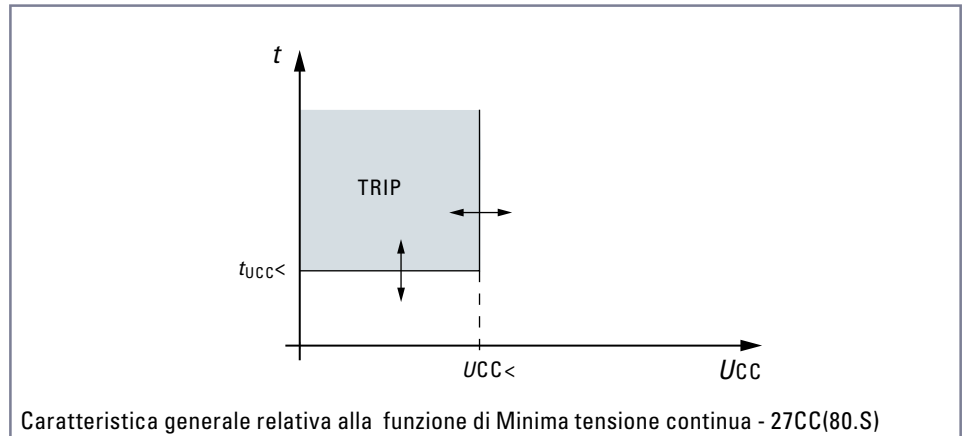 t
TRIP
tUCC<
UCC<
UCC
Caratteristica generale relativa alla funzione di Minima tensione continua - 27CC(80.S)